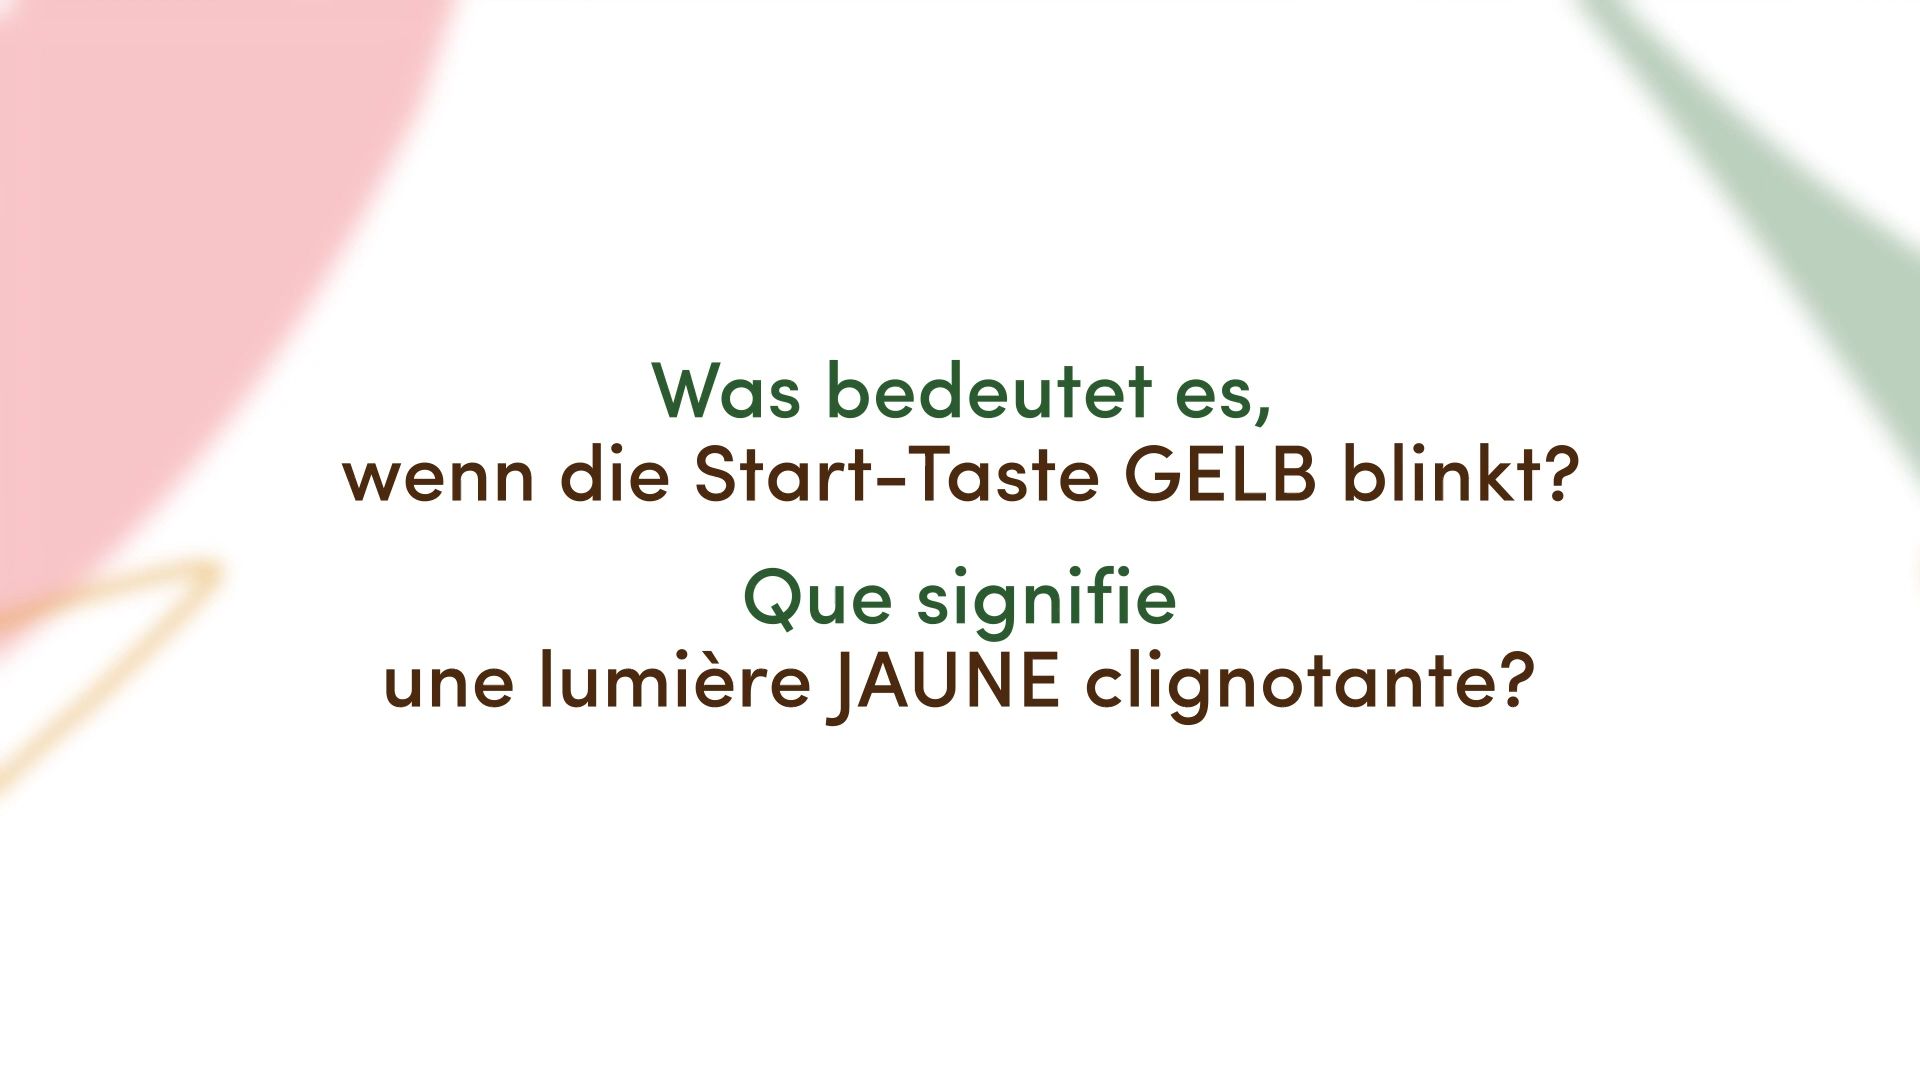 Was bedeutet es,
wenn die Start-Taste GELB blinkt?
Que signifie
une lumière JAUNE clignotante?